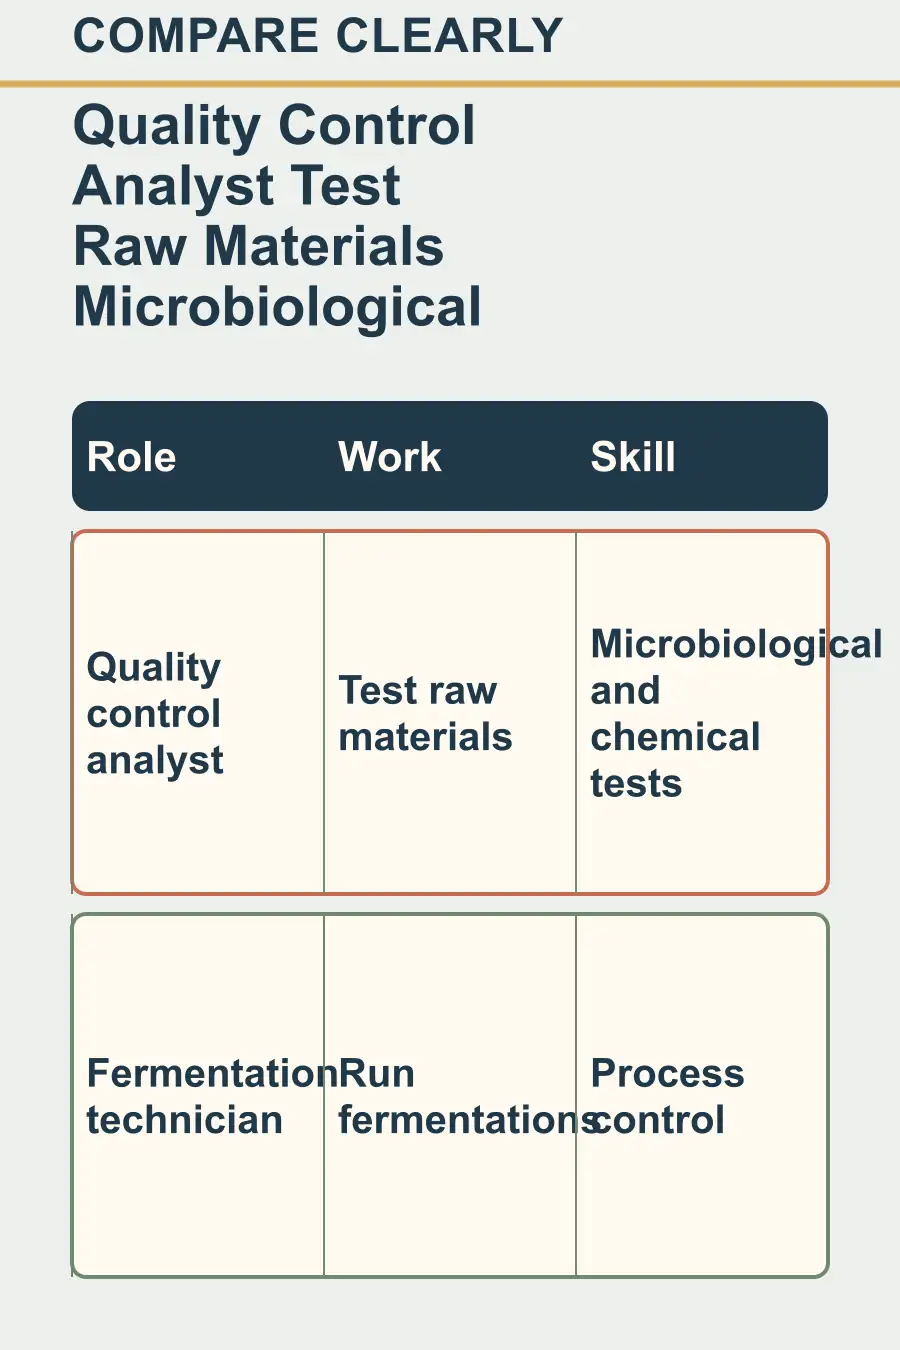 COMPARE CLEARLY
Quality Control
Analyst Test
Raw Materials
Microbiological
Role Work Skill
Quality
control
analyst
Test raw
materials
Microbiological
and
chemical
tests
Fermentation
technician
Run
fermentations
Process
control